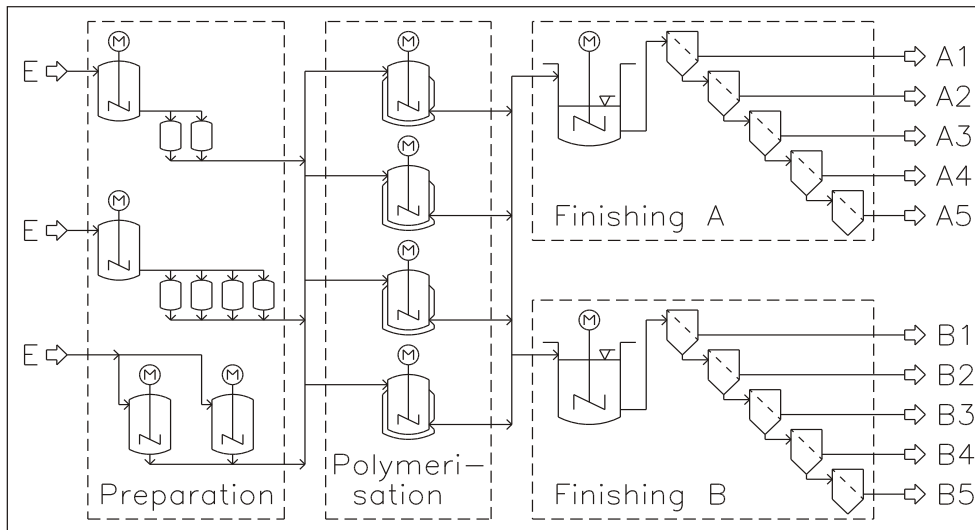 E
M
M
E
M
E
M
M
Preparation
M
M
M
M
Polymeri-
sation
M
Finishing A
A1
A2
A3
A4
A5
M
Finishing B
B1
B2
B3
B4
B5